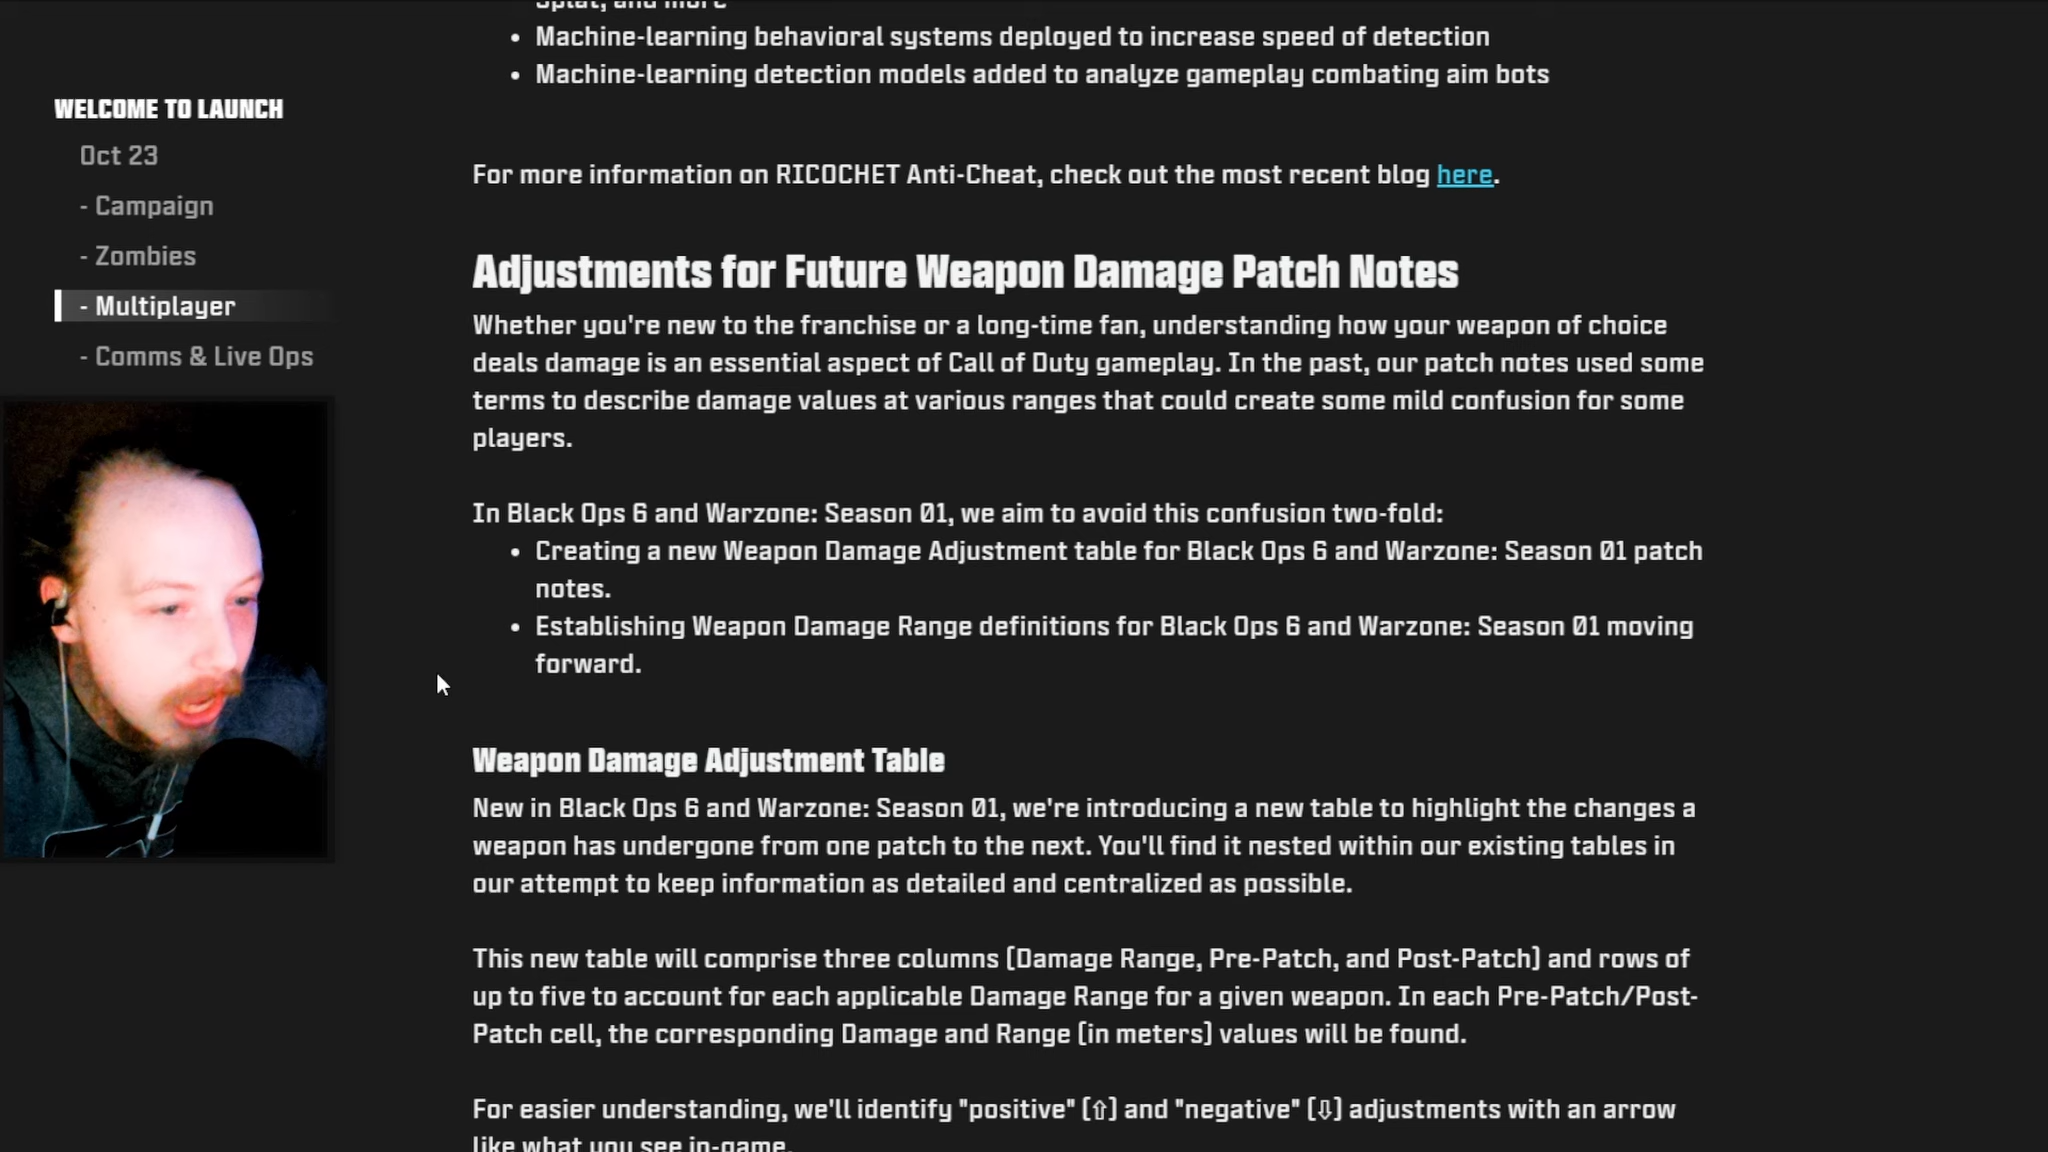 Splat, and more
• Machine-learning behavioral systems deployed to increase speed of detection
• Machine-learning detection models added to analyze gameplay combating aim bots
WELCOME TO LAUNCH
Oct 23
- Campaign
- Zombies
- Multiplayer
- Comms & Live Ops
For more information on RICOCHET Anti-Cheat, check out the most recent blog here.
Adjustments for Future Weapon Damage Patch Notes
Whether you're new to the franchise or a long-time fan, understanding how your weapon of choice
deals damage is an essential aspect of Call of Duty gameplay. In the past, our patch notes used some
terms to describe damage values at various ranges that could create some mild confusion for some
players.
In Black Ops 6 and Warzone: Season 01, we aim to avoid this confusion two-fold:
• Creating a new Weapon Damage Adjustment table for Black Ops 6 and Warzone: Season 01 patch
notes.
• Establishing Weapon Damage Range definitions for Black Ops 6 and Warzone: Season 01 moving
forward.
Weapon Damage Adjustment Table
New in Black Ops 6 and Warzone: Season 01, we're introducing a new table to highlight the changes a
weapon has undergone from one patch to the next. You'll find it nested within our existing tables in
our attempt to keep information as detailed and centralized as possible.
This new table will comprise three columns (Damage Range, Pre-Patch, and Post-Patch) and rows of
up to five to account for each applicable Damage Range for a given weapon. In each Pre-Patch/Post-
Patch cell, the corresponding Damage and Range (in meters) values will be found.
For easier understanding, we'll identify "positive" (⇧) and "negative" (⇩) adjustments with an arrow
like what you see in-game.